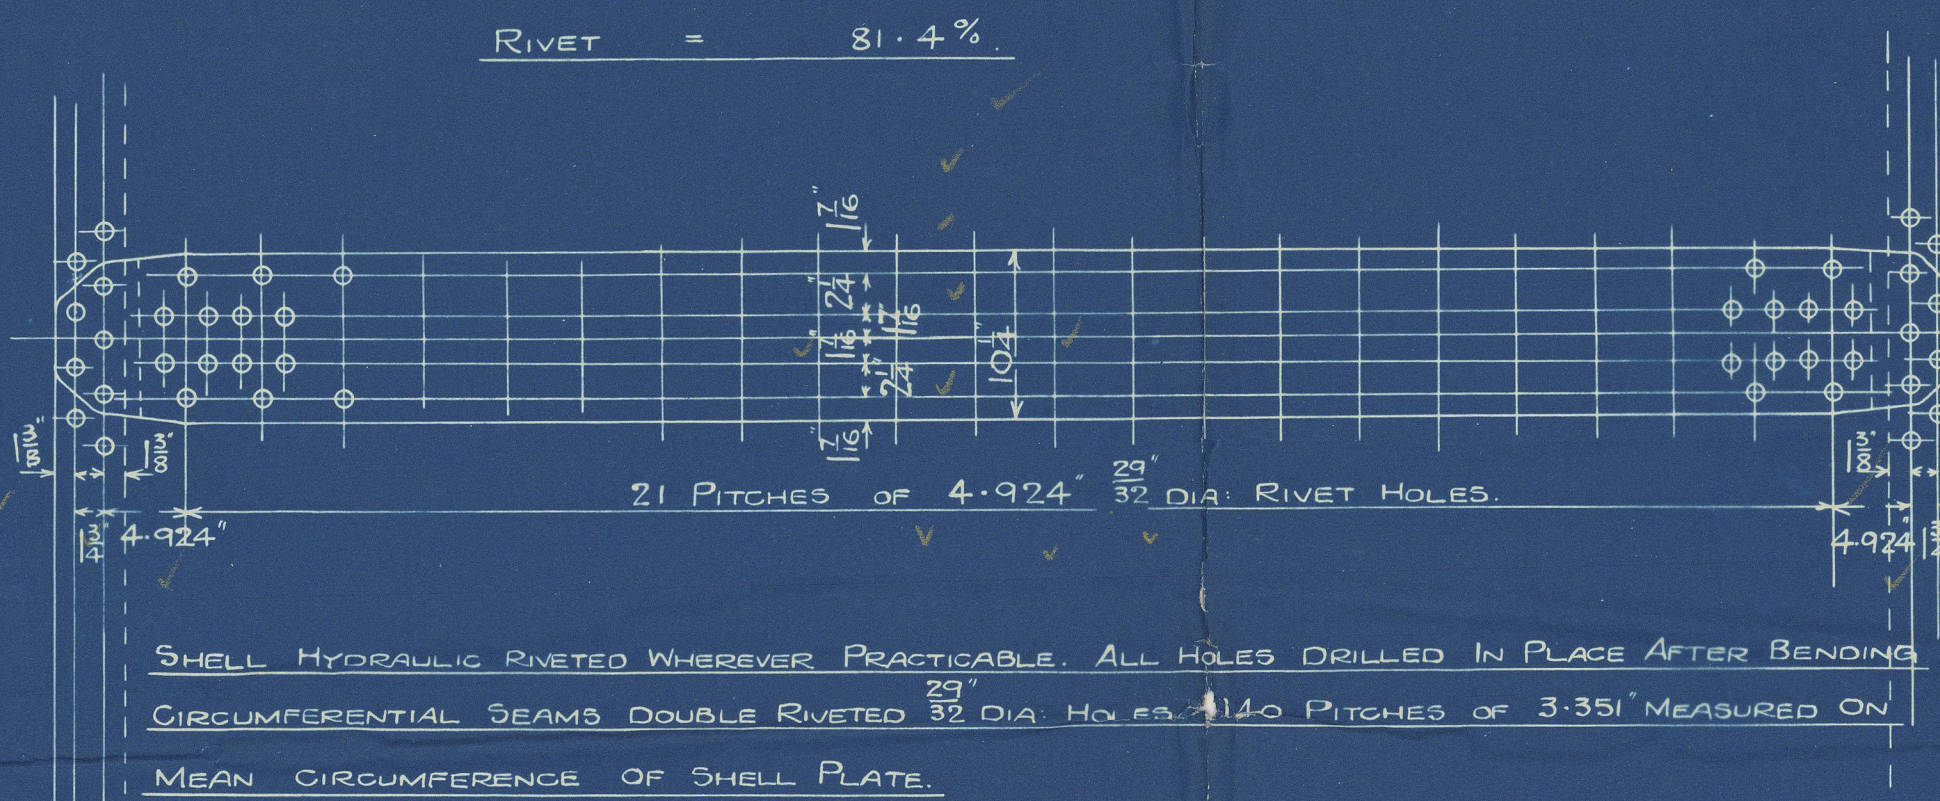 RIVET = 81.4%.
1 7/16"
2 1/4"
1 7/16"
1 7/16"
2 1/4"
1 7/16"
10 1/4"
1 3/8"
1 3/8"
1 3/8"
21 PITCHES OF 4.924" 29/32" DIA: RIVET HOLES.
1 3/4"
4.924"
4.924"
SHELL HYDRAULIC RIVETED WHEREVER PRACTICABLE. ALL HOLES DRILLED IN PLACE AFTER BENDING
CIRCUMFERENTIAL SEAMS DOUBLE RIVETED 29/32" DIA: HOLES 140 PITCHES OF 3.351" MEASURED ON
MEAN CIRCUMFERENCE OF SHELL PLATE.